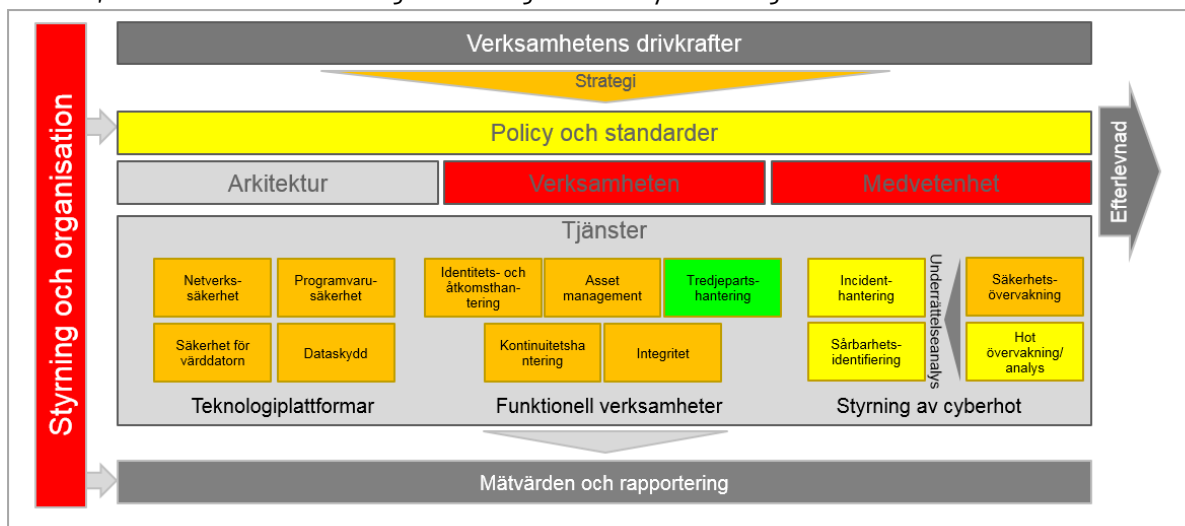 Verksamhetens drivkrafter
Strategi
Styrning och organisation
Policy och standarder
Efterlevnad
Arkitektur
Verksamheten
Medvetenhet
Tjänster
Netverks-
säkerhet
Programvaru-
säkerhet
Säkerhet för
värddatorn
Dataskydd
Teknologiplattformar
Identitets- och
åtkomsthan-
tering
Asset
management
Tredjeparts-
hantering
Kontinuitetsha
ntering
Integritet
Funktionell verksamheter
Incident-
hantering
Sårbarhets-
identifiering
Underrättelseanalys
Säkerhets-
övervakning
Hot
övervakning/
analys
Styrning av cyberhot
Mätvärden och rapportering